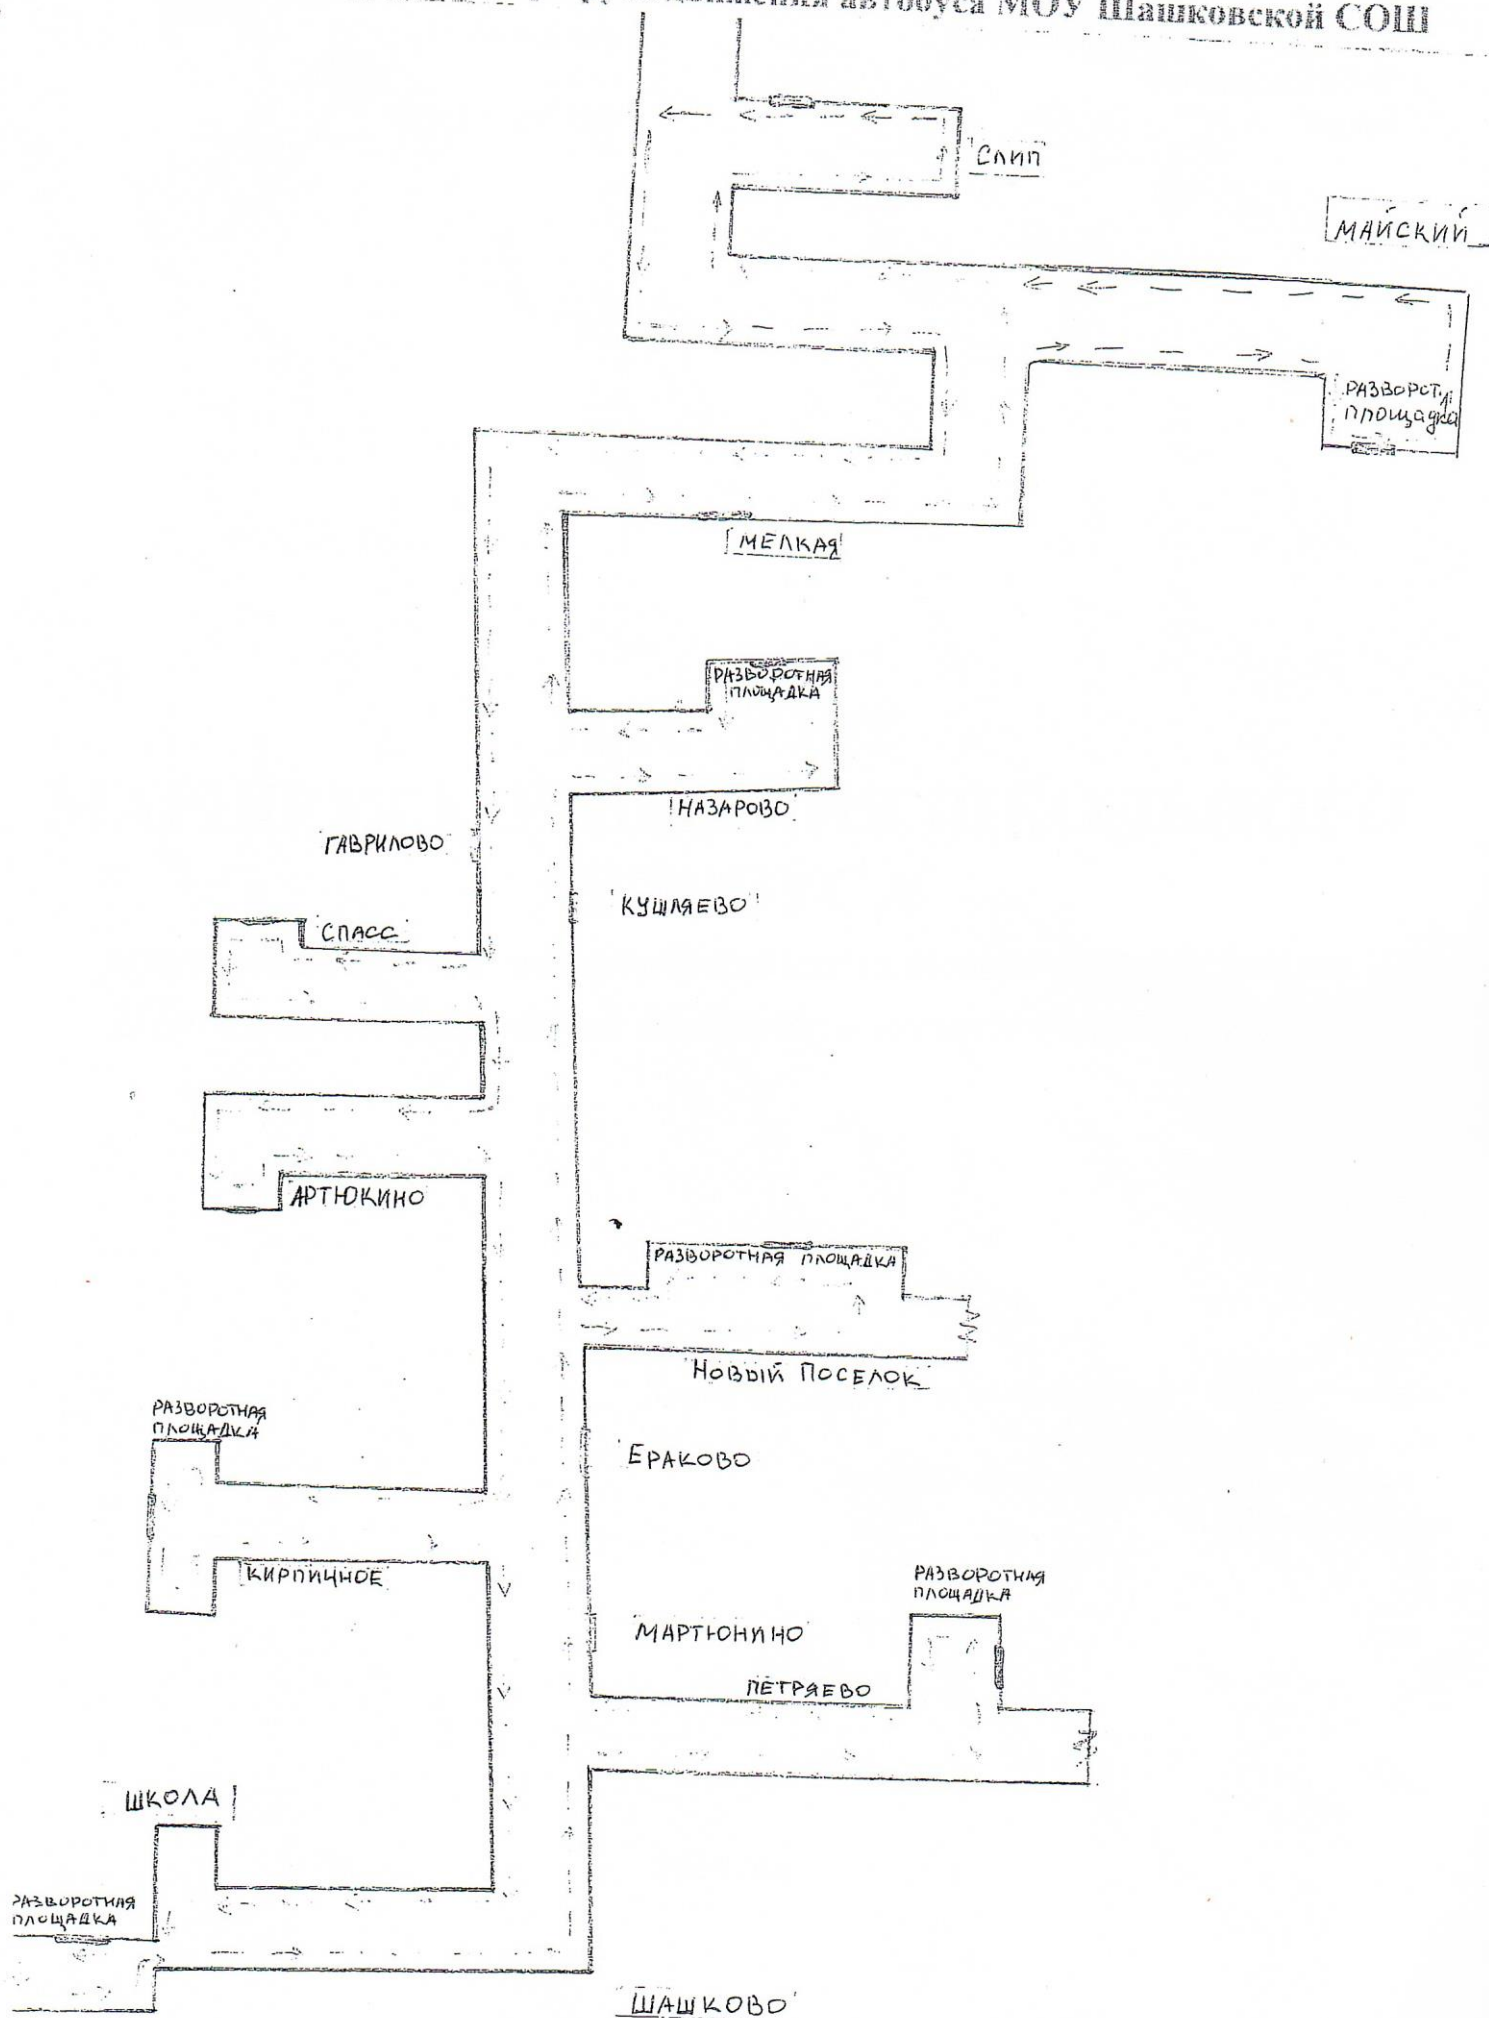 автобуса МОУ Шашковской СОШ
СЛИП
МАЙСКИЙ
РАЗВОРОТ.
площадка
МЕЛКАЯ
РАЗВОРОТНАЯ
ПЛОЩАДКА
НАЗАРОВО
ГАВРИЛОВО
КУШЛЯЕВО
СПАСС
АРТЮКИНО
РАЗВОРОТНАЯ ПЛОЩАДКА
НОВЫЙ ПОСЕЛОК
РАЗВОРОТНАЯ
ПЛОЩАДКА
ЕРАКОВО
КИРПИЧНОЕ
РАЗВОРОТНАЯ
ПЛОЩАДКА
МАРТЮНИНО
ПЕТРЯЕВО
ШКОЛА
РАЗВОРОТНАЯ
ПЛОЩАДКА
ШАШКОВО